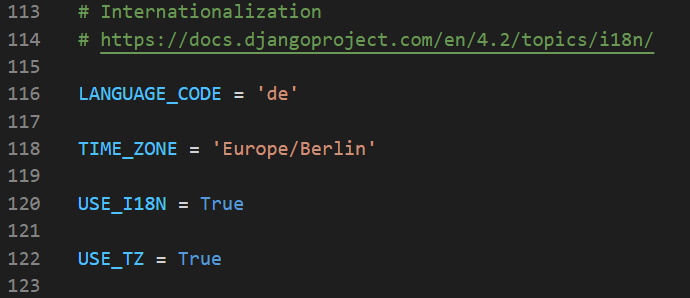 113 # Internationalization
114 # https://docs.djangoproject.com/en/4.2/topics/i18n/
115
116 LANGUAGE_CODE = 'de'
117
118 TIME_ZONE = 'Europe/Berlin'
119
120 USE_I18N = True
121
122 USE_TZ = True
123